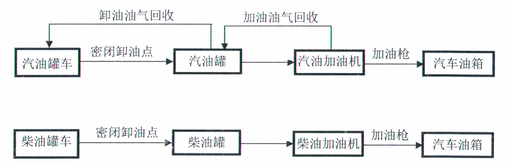 卸油油气回收 加油油气回收
汽油罐车 密闭卸油点 汽油罐 汽油加油机 加油枪 汽车油箱
柴油罐车 密闭卸油点 柴油罐 柴油加油机 加油枪 汽车油箱